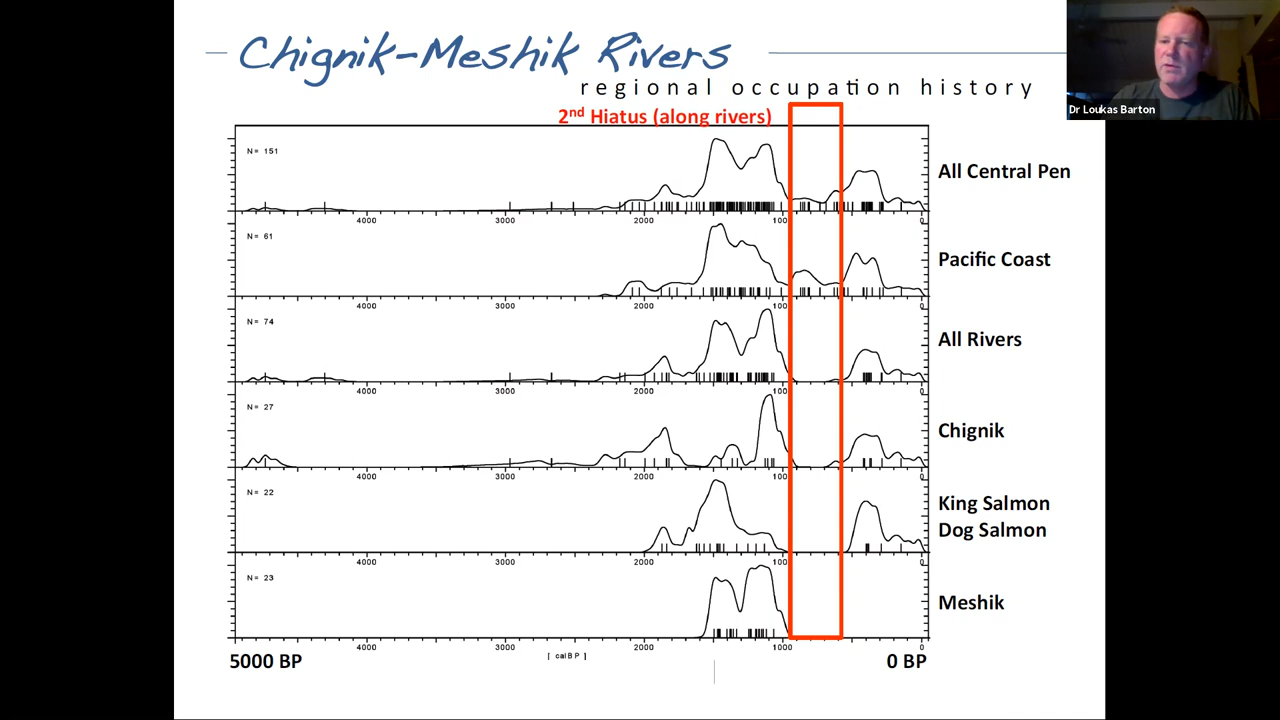 Chignik-Meshik Rivers
regional occupation history
Dr Loukas Barton
2nd Hiatus (along rivers)
N= 151
All Central Pen
4000 3000 2000 1000 0
N= 61
Pacific Coast
4000 3000 2000 1000 0
N= 74
All Rivers
4000 3000 2000 1000 0
N= 27
Chignik
4000 3000 2000 1000 0
N= 22
King Salmon
Dog Salmon
4000 3000 2000 1000 0
N= 23
Meshik
4000 3000 2000 1000 0
[ calBP ]
5000 BP
0 BP